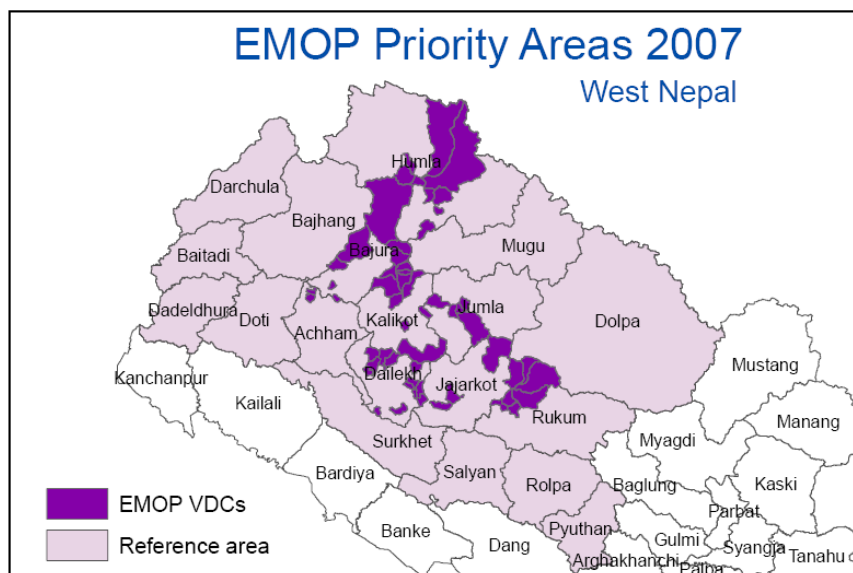 EMOP Priority Areas 2007
West Nepal
Humla
Darchula
Bajhang
Mugu
Bajura
Baitadi
Dadeldhura
Doti
Achham
Kalikot
Jumla
Dolpa
Mustang
Kanchanpur
Kailali
Dailekh
Jajarkot
Rukum
Manang
Myagdi
Surkhet
Salyan
Rolpa
Baglung
Kaski
Bardiya
Parbat
EMOP VDCs
Banke
Dang
Pyuthan
Gulmi
Syangja
Tanahu
Reference area
Arghakhanchi
Palpa